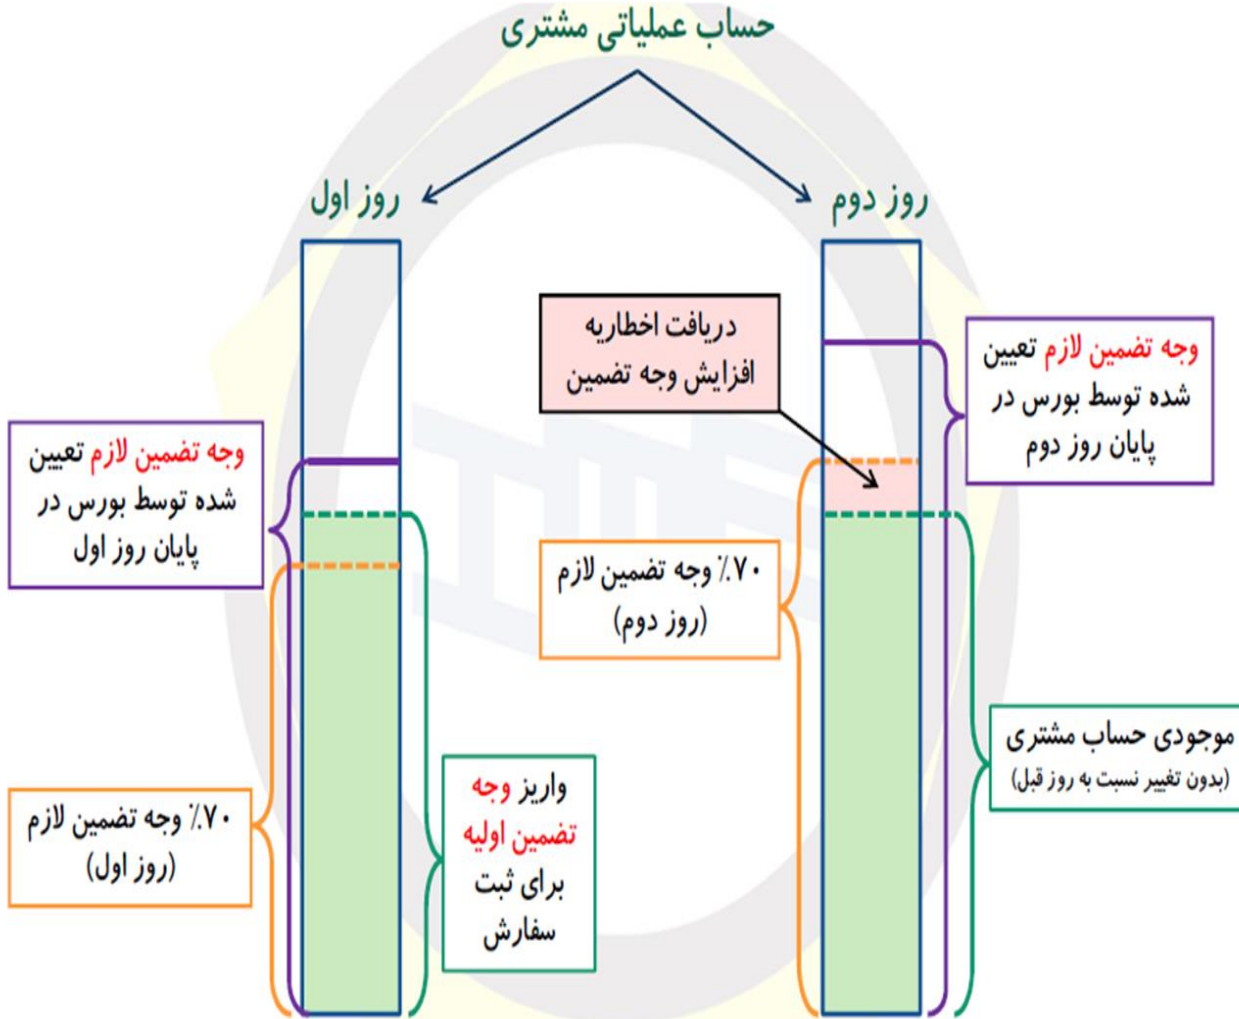 حساب عملیاتی مشتری
روز اول
روز دوم
دریافت اخطاریه
افزایش وجه تضمین
وجه تضمین لازم تعیین
شده توسط بورس در
پایان روز دوم
وجه تضمین لازم تعیین
شده توسط بورس در
پایان روز اول
۷۰٪ وجه تضمین لازم
(روز دوم)
موجودی حساب مشتری
(بدون تغییر نسبت به روز قبل)
واریز وجه
تضمین اولیه
برای ثبت
سفارش
۷۰٪ وجه تضمین لازم
(روز اول)